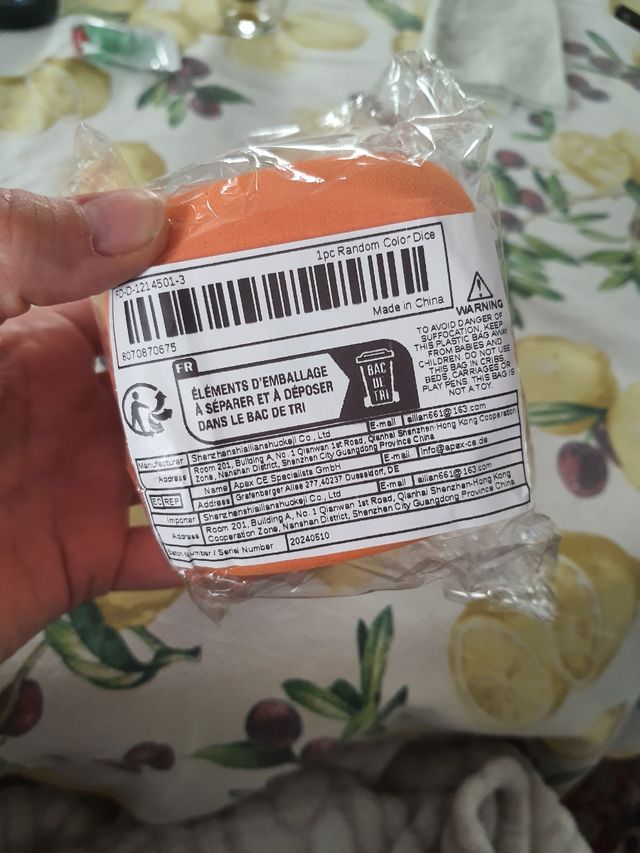 FD-D-1214501-3
1pc Random Color Dice
8070870675
Made in China
WARNING
TO AVOID DANGER OF
SUFFOCATION, KEEP
THIS PLASTIC BAG AWAY
FROM BABIES AND
CHILDREN. DO NOT USE
THIS BAG IN CRIBS,
BEDS, CARRIAGES OR
PLAY PENS. THIS BAG IS
NOT A TOY.
FR
ÉLÉMENTS D'EMBALLAGE
À SÉPARER ET À DÉPOSER
DANS LE BAC DE TRI
BAC
DE
TRI
Manufacturer Shenzhenshiailianshuokeji Co., Ltd E-mail ailian661@163.com
Address Room 201, Building A, No. 1 Qianwan 1st Road, Qianhai Shenzhen-Hong Kong Cooperation
Zone, Nanshan District, Shenzhen City Guangdong Province China
EC REP Name Apex CE Specialists GmbH E-mail info@apex-ce.de
Address Grafenberger Allee 277,40237 Dusseldorf, DE
Importer Shenzhenshiailianshuokeji Co., Ltd E-mail ailian661@163.com
Address Room 201, Building A, No. 1 Qianwan 1st Road, Qianhai Shenzhen-Hong Kong
Cooperation Zone, Nanshan District, Shenzhen City Guangdong Province China
Number / Serial Number 20240510